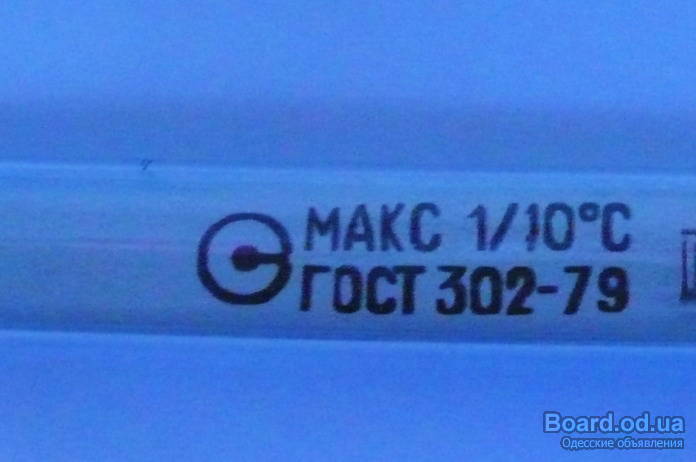 МАКС 1/10°С
ГОСТ 302-79
Board.od.ua
Одесские объявления